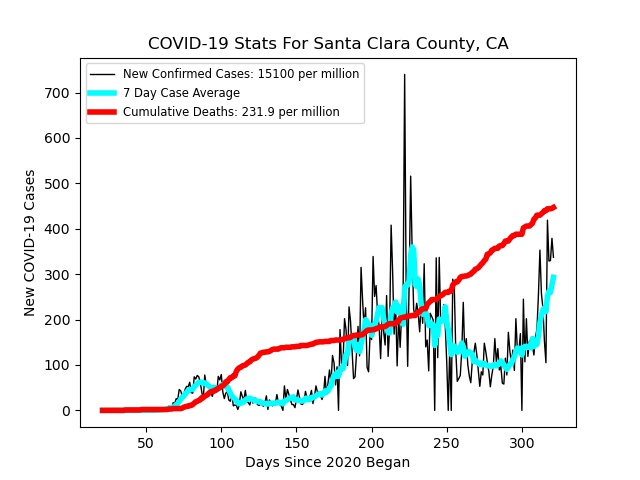 COVID-19 Stats For Santa Clara County, CA
New Confirmed Cases: 15100 per million
7 Day Case Average
Cumulative Deaths: 231.9 per million
New COVID-19 Cases
700
600
500
400
300
200
100
0
50 100 150 200 250 300
Days Since 2020 Began